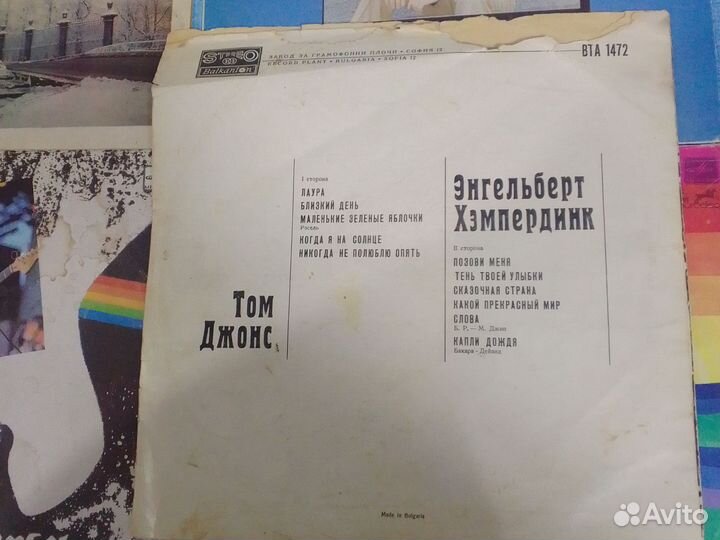 STEREO
Balkanton
ЗАВОД ЗА ГРАМОФОННИ ПЛОЧИ • СОФИЯ 12
RECORD PLANT • BULGARIA • SOFIA 12
ВТА 1472
I сторона
ЛАУРА
БЛИЗКИЙ ДЕНЬ
МАЛЕНЬКИЕ ЗЕЛЕНЫЕ ЯБЛОЧКИ
Рэсель
КОГДА Я НА СОЛНЦЕ
НИКОГДА НЕ ПОЛЮБЛЮ ОПЯТЬ
Том
Джонс
Энгельберт
Хэмпердинк
II сторона
ПОЗОВИ МЕНЯ
ТЕНЬ ТВОЕЙ УЛЫБКИ
СКАЗОЧНАЯ СТРАНА
КАКОЙ ПРЕКРАСНЫЙ МИР
СЛОВА
Б. Р. — М. Джиб
КАПЛИ ДОЖДЯ
Бакара - Дейвид
Made in Bulgaria
Avito